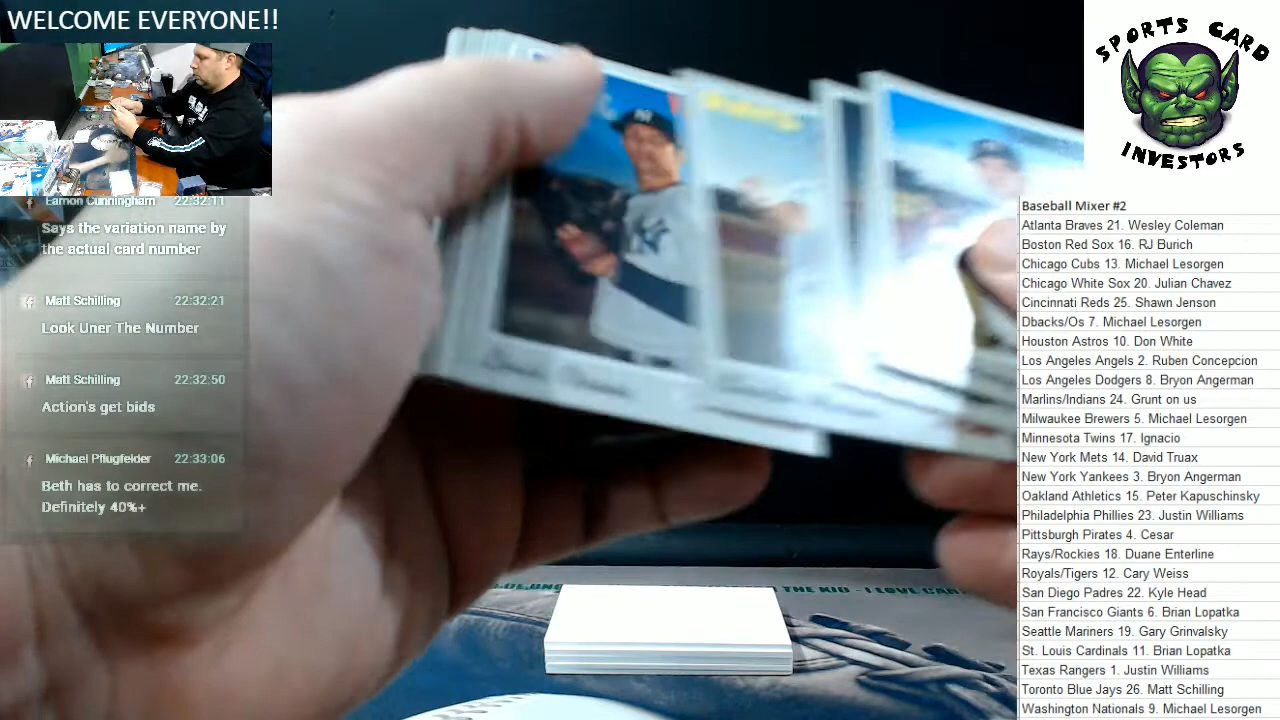 WELCOME EVERYONE!!
SPORTS CARD
INVESTORS
Eamon Cunningham 22:32:11
Says the variation name by
the actual card number
Matt Schilling 22:32:21
Look Uner The Number
Matt Schilling 22:32:50
Action's get bids
Michael Pflugfelder 22:33:06
Beth has to correct me.
Definitely 40%+
Baseball Mixer #2
Atlanta Braves 21. Wesley Coleman
Boston Red Sox 16. RJ Burich
Chicago Cubs 13. Michael Lesorgen
Chicago White Sox 20. Julian Chavez
Cincinnati Reds 25. Shawn Jenson
Dbacks/Os 7. Michael Lesorgen
Houston Astros 10. Don White
Los Angeles Angels 2. Ruben Concepcion
Los Angeles Dodgers 8. Bryon Angerman
Marlins/Indians 24. Grunt on us
Milwaukee Brewers 5. Michael Lesorgen
Minnesota Twins 17. Ignacio
New York Mets 14. David Truax
New York Yankees 3. Bryon Angerman
Oakland Athletics 15. Peter Kapuschinsky
Philadelphia Phillies 23. Justin Williams
Pittsburgh Pirates 4. Cesar
Rays/Rockies 18. Duane Enterline
Royals/Tigers 12. Cary Weiss
San Diego Padres 22. Kyle Head
San Francisco Giants 6. Brian Lopatka
Seattle Mariners 19. Gary Grinvalsky
St. Louis Cardinals 11. Brian Lopatka
Texas Rangers 1. Justin Williams
Toronto Blue Jays 26. Matt Schilling
Washington Nationals 9. Michael Lesorgen
THE KID - I LOVE